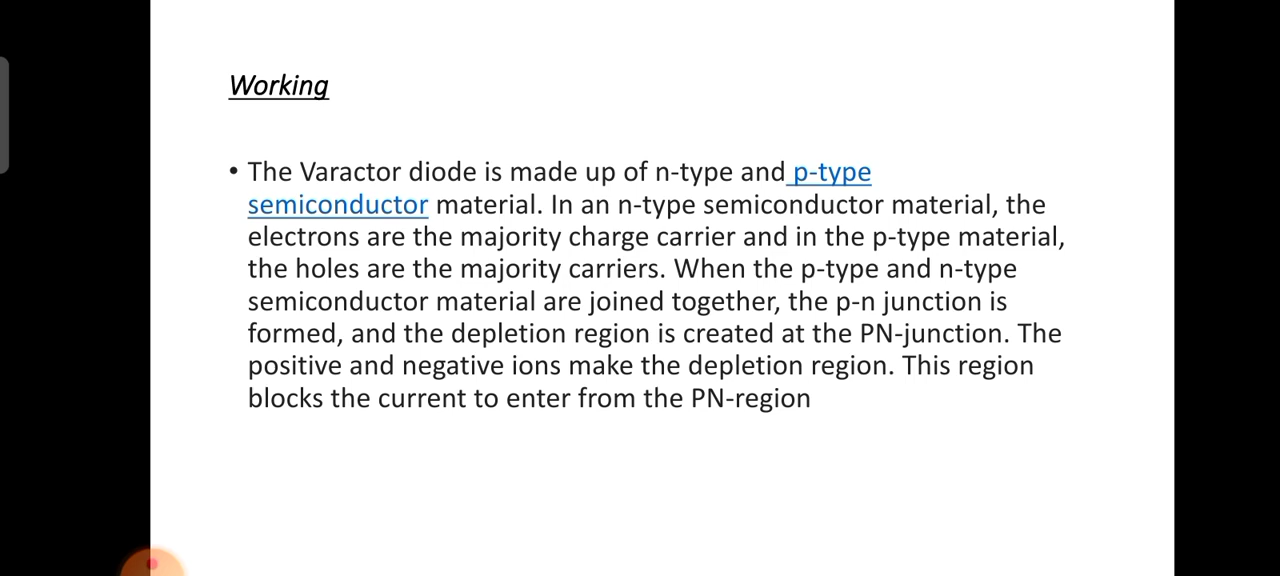 Working
• The Varactor diode is made up of n-type and p-type
semiconductor material. In an n-type semiconductor material, the
electrons are the majority charge carrier and in the p-type material,
the holes are the majority carriers. When the p-type and n-type
semiconductor material are joined together, the p-n junction is
formed, and the depletion region is created at the PN-junction. The
positive and negative ions make the depletion region. This region
blocks the current to enter from the PN-region